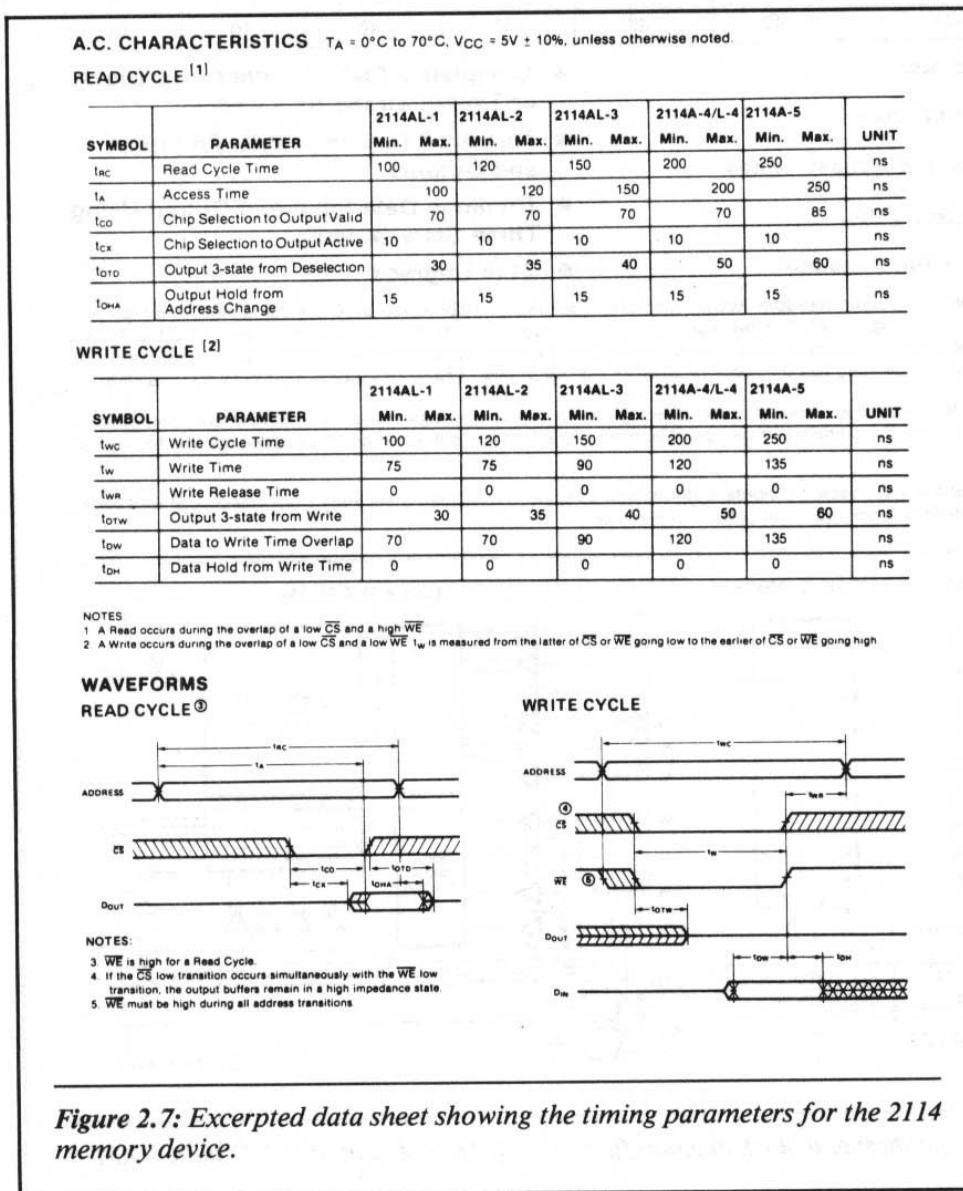 A.C. CHARACTERISTICS TA = 0°C to 70°C, VCC = 5V ± 10%, unless otherwise noted.
READ CYCLE [1]
2114AL-1 2114AL-2 2114AL-3 2114A-4/L-4 2114A-5
SYMBOL PARAMETER Min. Max. Min. Max. Min. Max. Min. Max. Min. Max. UNIT
tRC Read Cycle Time 100 120 150 200 250 ns
tA Access Time 100 120 150 200 250 ns
tCO Chip Selection to Output Valid 70 70 70 70 85 ns
tCX Chip Selection to Output Active 10 10 10 10 10 ns
tOTD Output 3-state from Deselection 30 35 40 50 60 ns
tOHA Output Hold from Address Change 15 15 15 15 15 ns
WRITE CYCLE [2]
2114AL-1 2114AL-2 2114AL-3 2114A-4/L-4 2114A-5
SYMBOL PARAMETER Min. Max. Min. Max. Min. Max. Min. Max. Min. Max. UNIT
tWC Write Cycle Time 100 120 150 200 250 ns
tW Write Time 75 75 90 120 135 ns
tWR Write Release Time 0 0 0 0 0 ns
tOTW Output 3-state from Write 30 35 40 50 60 ns
tDW Data to Write Time Overlap 70 70 90 120 135 ns
tDH Data Hold from Write Time 0 0 0 0 0 ns
NOTES
1 A Read occurs during the overlap of a low C̅S̅ and a high W̅E̅
2. A Write occurs during the overlap of a low C̅S̅ and a low W̅E̅ tW is measured from the latter of C̅S̅ or W̅E̅ going low to the earlier of C̅S̅ or W̅E̅ going high
WAVEFORMS
READ CYCLE ③
tRC
tA
ADDRESS
C̅S̅
tCO tOTD
tCX tOHA
DOUT
NOTES:
3. W̅E̅ is high for a Read Cycle.
4. If the C̅S̅ low transition occurs simultaneously with the W̅E̅ low
transition, the output buffers remain in a high impedance state.
5. W̅E̅ must be high during all address transitions
WRITE CYCLE
tWC
ADDRESS
tWR
④
C̅S̅
tW
W̅E̅ ⑤
tOTW
DOUT
tDW tDH
DIN
Figure 2.7: Excerpted data sheet showing the timing parameters for the 2114
memory device.